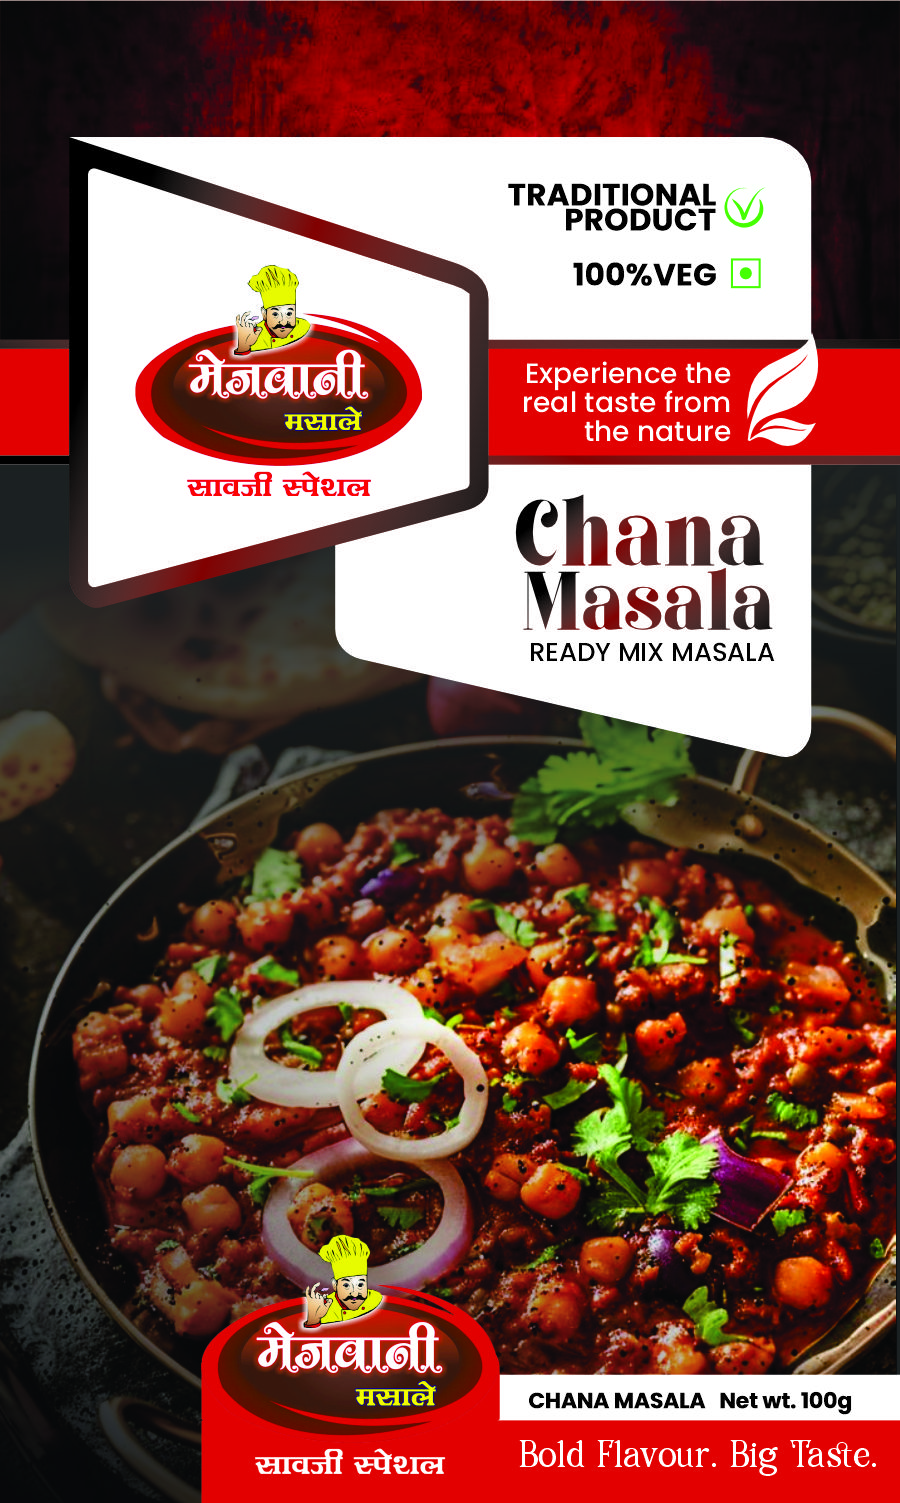 TRADITIONAL
PRODUCT
100%VEG
मेजवानी
मसाले
सावजी स्पेशल
Experience the
real taste from
the nature
Chana
Masala
READY MIX MASALA
मेजवानी
मसाले
सावजी स्पेशल
CHANA MASALA Net wt. 100g
Bold Flavour. Big Taste.